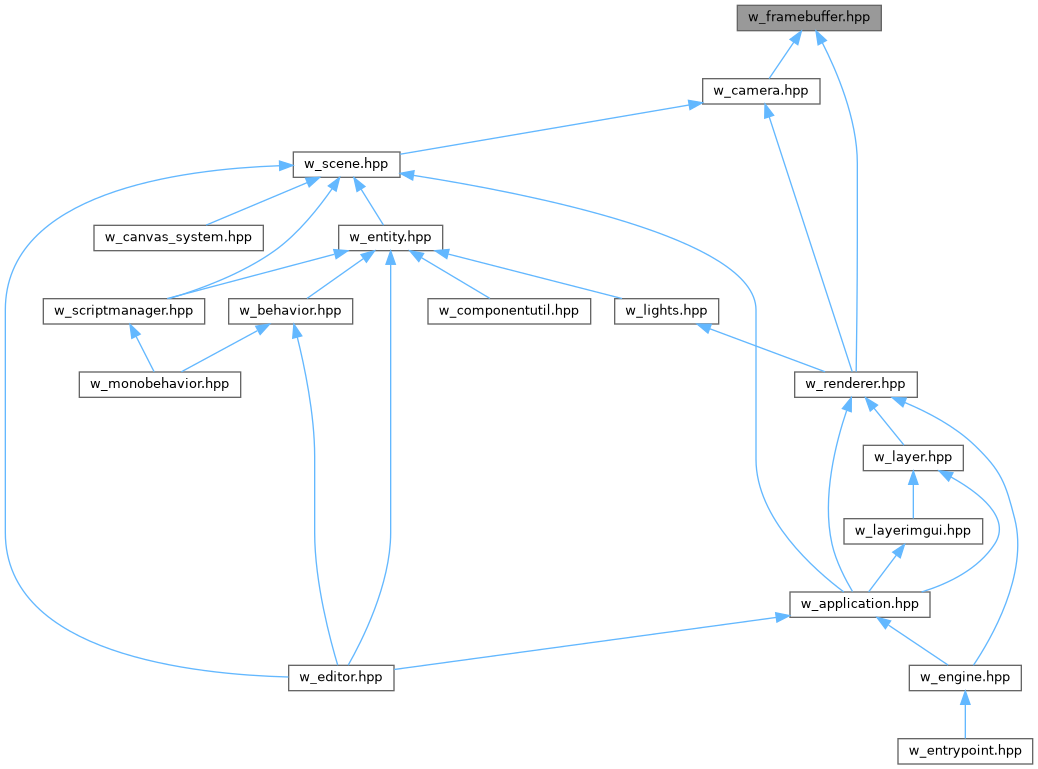 w_framebuffer.hpp
w_camera.hpp
w_scene.hpp
w_canvas_system.hpp
w_entity.hpp
w_scriptmanager.hpp
w_behavior.hpp
w_componentutil.hpp
w_lights.hpp
w_monobehavior.hpp
w_renderer.hpp
w_layer.hpp
w_layerimgui.hpp
w_application.hpp
w_editor.hpp
w_engine.hpp
w_entrypoint.hpp